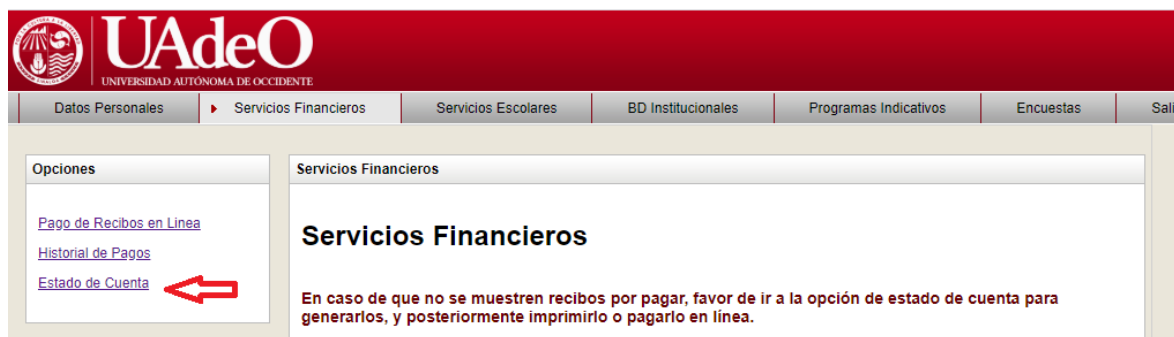 UAdeO
UNIVERSIDAD AUTÓNOMA DE OCCIDENTE
Datos Personales Servicios Financieros Servicios Escolares BD Institucionales Programas Indicativos Encuestas Sali
Opciones
Pago de Recibos en Linea
Historial de Pagos
Estado de Cuenta
Servicios Financieros
Servicios Financieros
En caso de que no se muestren recibos por pagar, favor de ir a la opción de estado de cuenta para
generarlos, y posteriormente imprimirlo o pagarlo en línea.